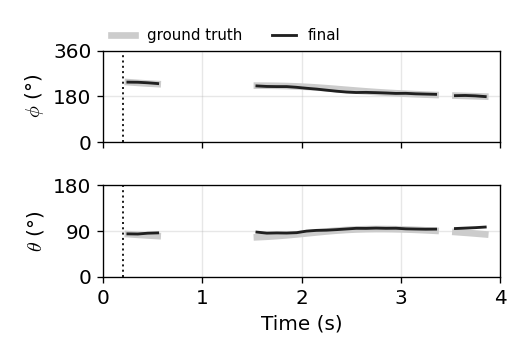 ground truth final
360
180
0
ϕ (°)
180
90
0
θ (°)
0 1 2 3 4
Time (s)